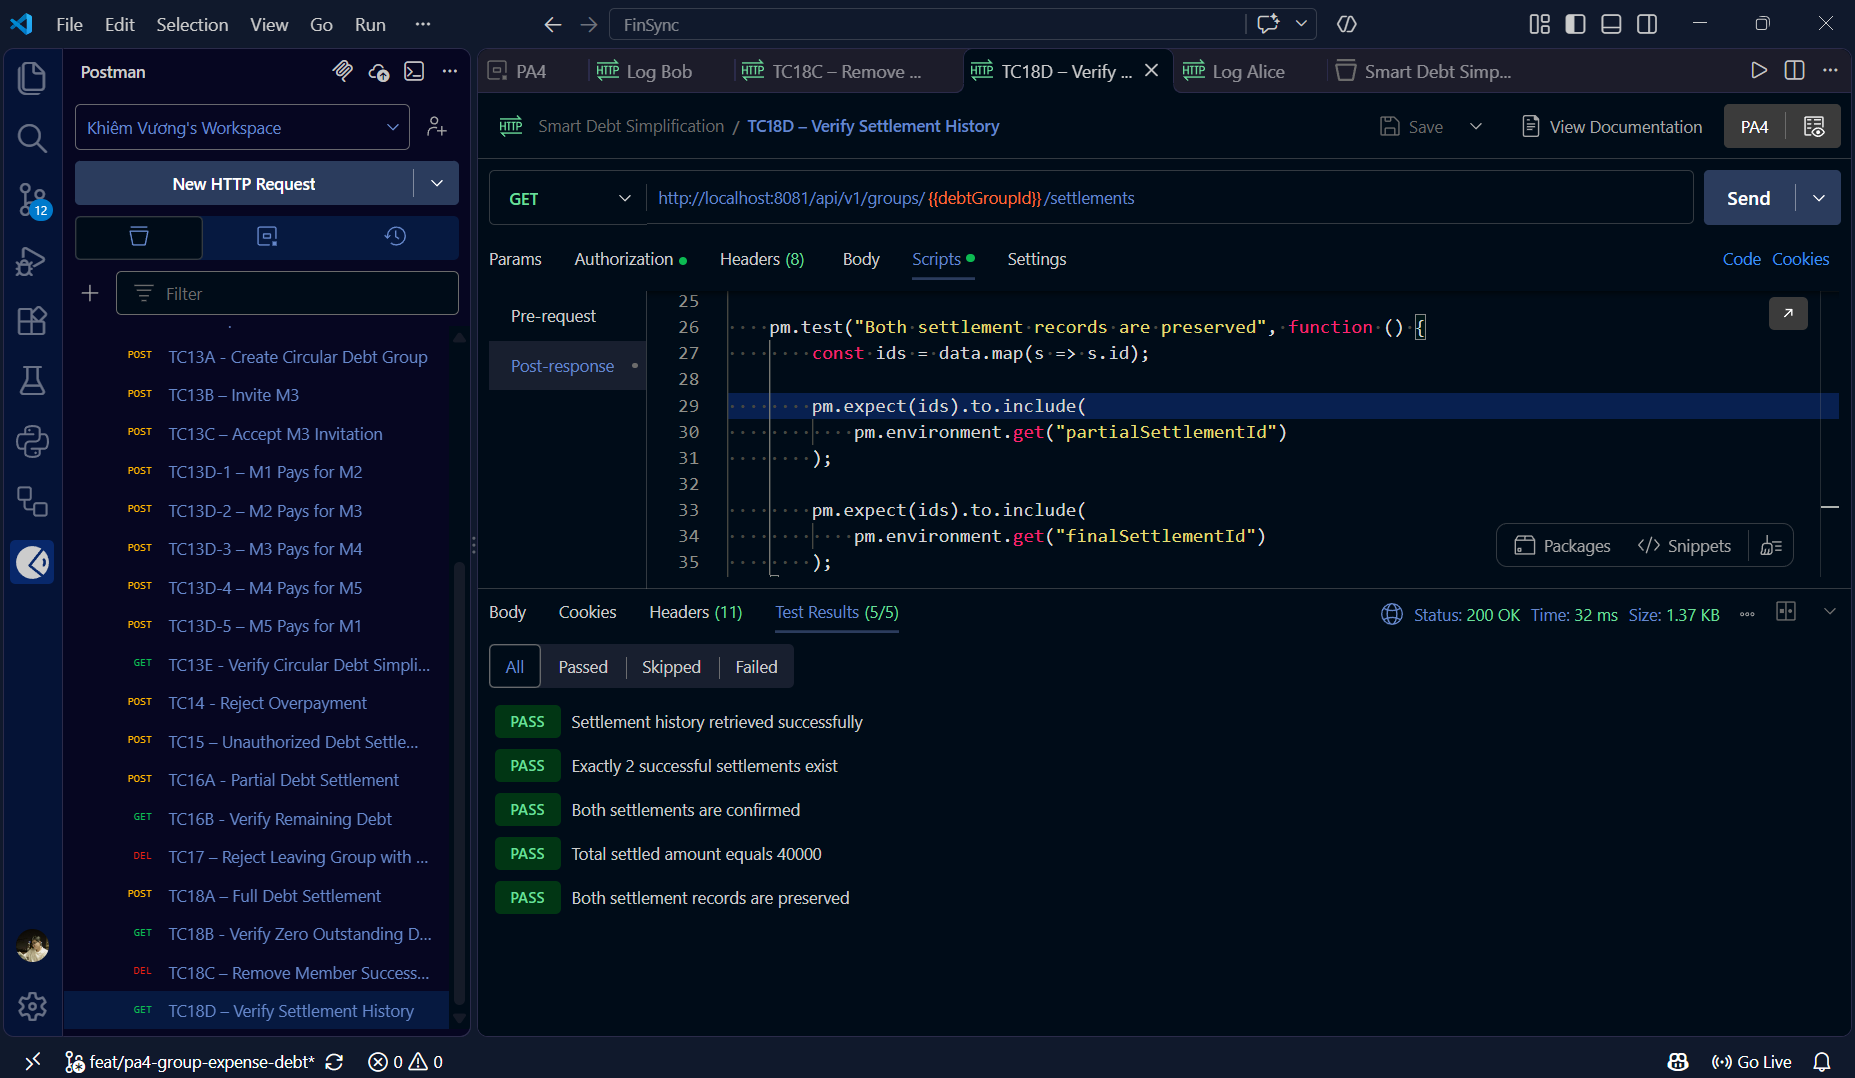 File Edit Selection View Go Run ···
FinSync
Postman
Khiêm Vương's Workspace
New HTTP Request
Filter
POST TC13A - Create Circular Debt Group
POST TC13B – Invite M3
POST TC13C – Accept M3 Invitation
POST TC13D-1 – M1 Pays for M2
POST TC13D-2 – M2 Pays for M3
POST TC13D-3 – M3 Pays for M4
POST TC13D-4 – M4 Pays for M5
POST TC13D-5 – M5 Pays for M1
GET TC13E - Verify Circular Debt Simpli...
POST TC14 - Reject Overpayment
POST TC15 – Unauthorized Debt Settle...
POST TC16A - Partial Debt Settlement
GET TC16B - Verify Remaining Debt
DEL TC17 – Reject Leaving Group with ...
POST TC18A – Full Debt Settlement
GET TC18B - Verify Zero Outstanding D...
DEL TC18C – Remove Member Success...
GET TC18D – Verify Settlement History
12
PA4
HTTP Log Bob
HTTP TC18C – Remove ...
HTTP TC18D – Verify ...
HTTP Log Alice
Smart Debt Simp...
HTTP Smart Debt Simplification / TC18D – Verify Settlement History
Save
View Documentation
PA4
GET http://localhost:8081/api/v1/groups/{{debtGroupId}}/settlements
Send
Params Authorization Headers (8) Body Scripts Settings
Code Cookies
Pre-request
Post-response
25
26 pm.test("Both settlement records are preserved", function () {
27 const ids = data.map(s => s.id);
28
29 pm.expect(ids).to.include(
30 pm.environment.get("partialSettlementId")
31 );
32
33 pm.expect(ids).to.include(
34 pm.environment.get("finalSettlementId")
35 );
Packages </> Snippets
Body Cookies Headers (11) Test Results (5/5)
Status: 200 OK Time: 32 ms Size: 1.37 KB
All Passed Skipped Failed
PASS Settlement history retrieved successfully
PASS Exactly 2 successful settlements exist
PASS Both settlements are confirmed
PASS Total settled amount equals 40000
PASS Both settlement records are preserved
feat/pa4-group-expense-debt* 0 0
Go Live